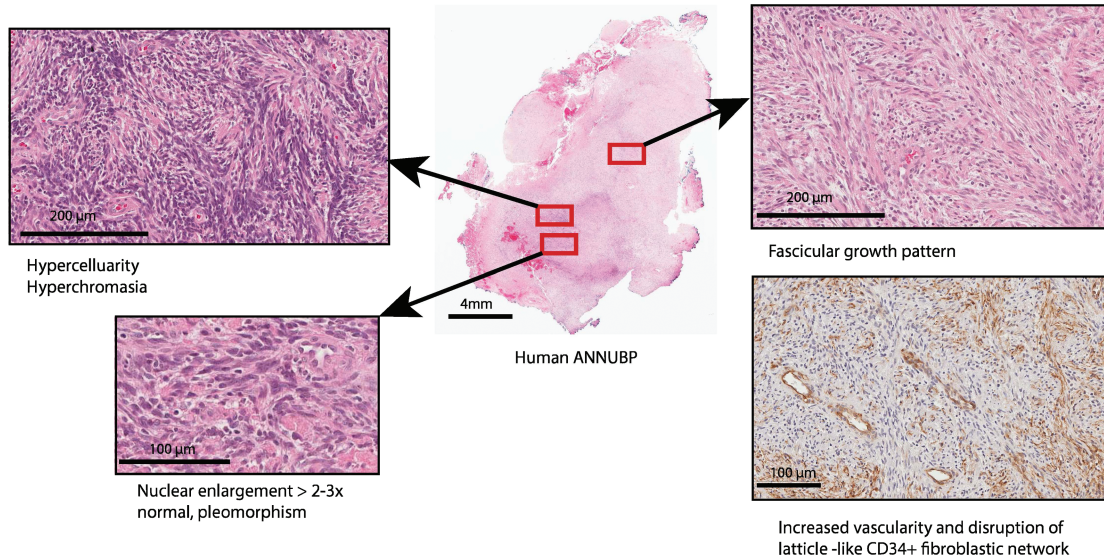 200 µm
Hypercelluarity
Hyperchromasia
100 µm
Nuclear enlargement > 2-3x
normal, pleomorphism
4mm
Human ANNUBP
200 µm
Fascicular growth pattern
100 µm
Increased vascularity and disruption of
latticle -like CD34+ fibroblastic network